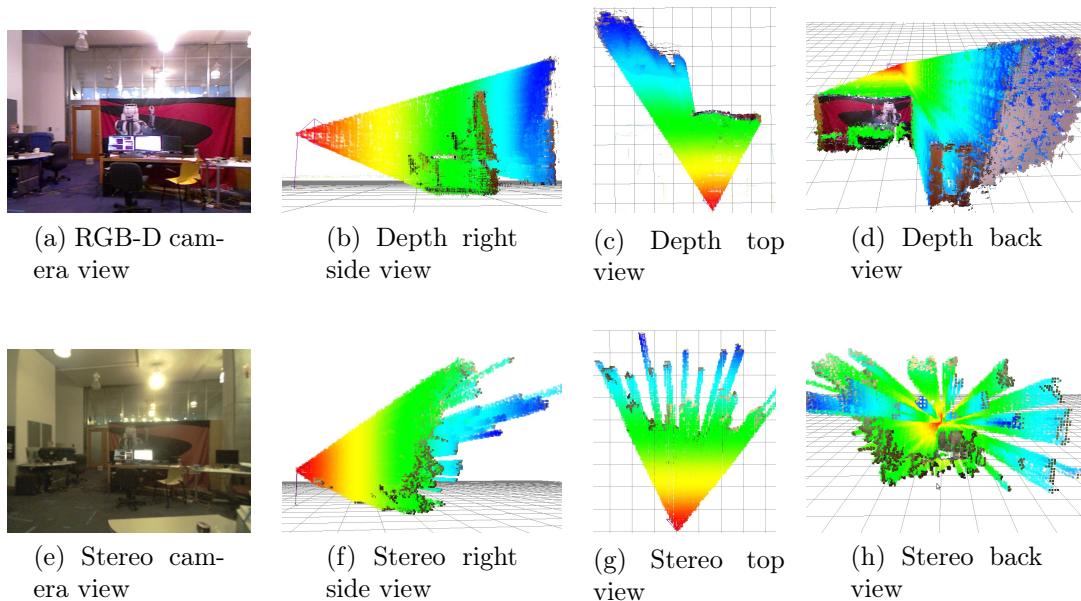 (a) RGB-D cam-
era view
(b) Depth right
side view
(c) Depth top
view
(d) Depth back
view
(e) Stereo cam-
era view
(f) Stereo right
side view
(g) Stereo top
view
(h) Stereo back
view